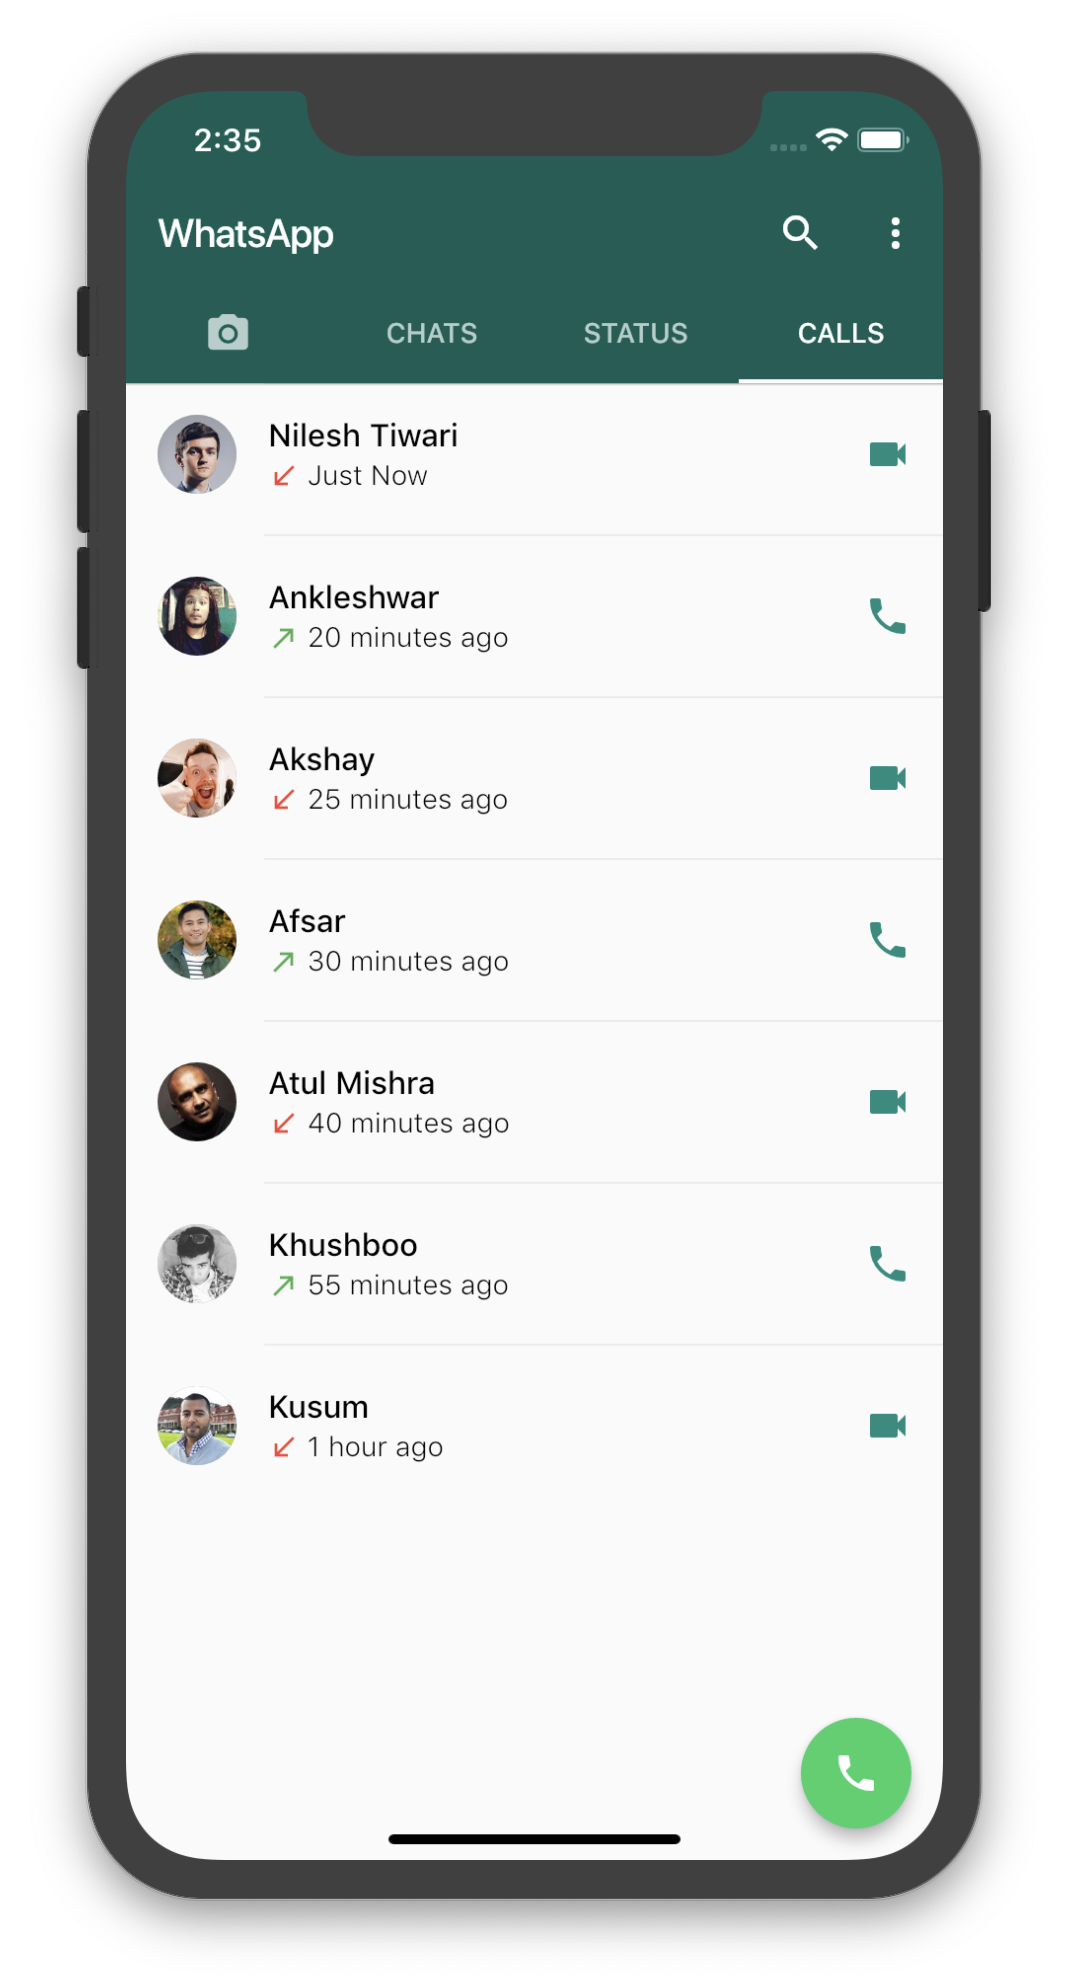 2:35
WhatsApp
CHATS STATUS CALLS
Nilesh Tiwari
Just Now
Ankleshwar
20 minutes ago
Akshay
25 minutes ago
Afsar
30 minutes ago
Atul Mishra
40 minutes ago
Khushboo
55 minutes ago
Kusum
1 hour ago